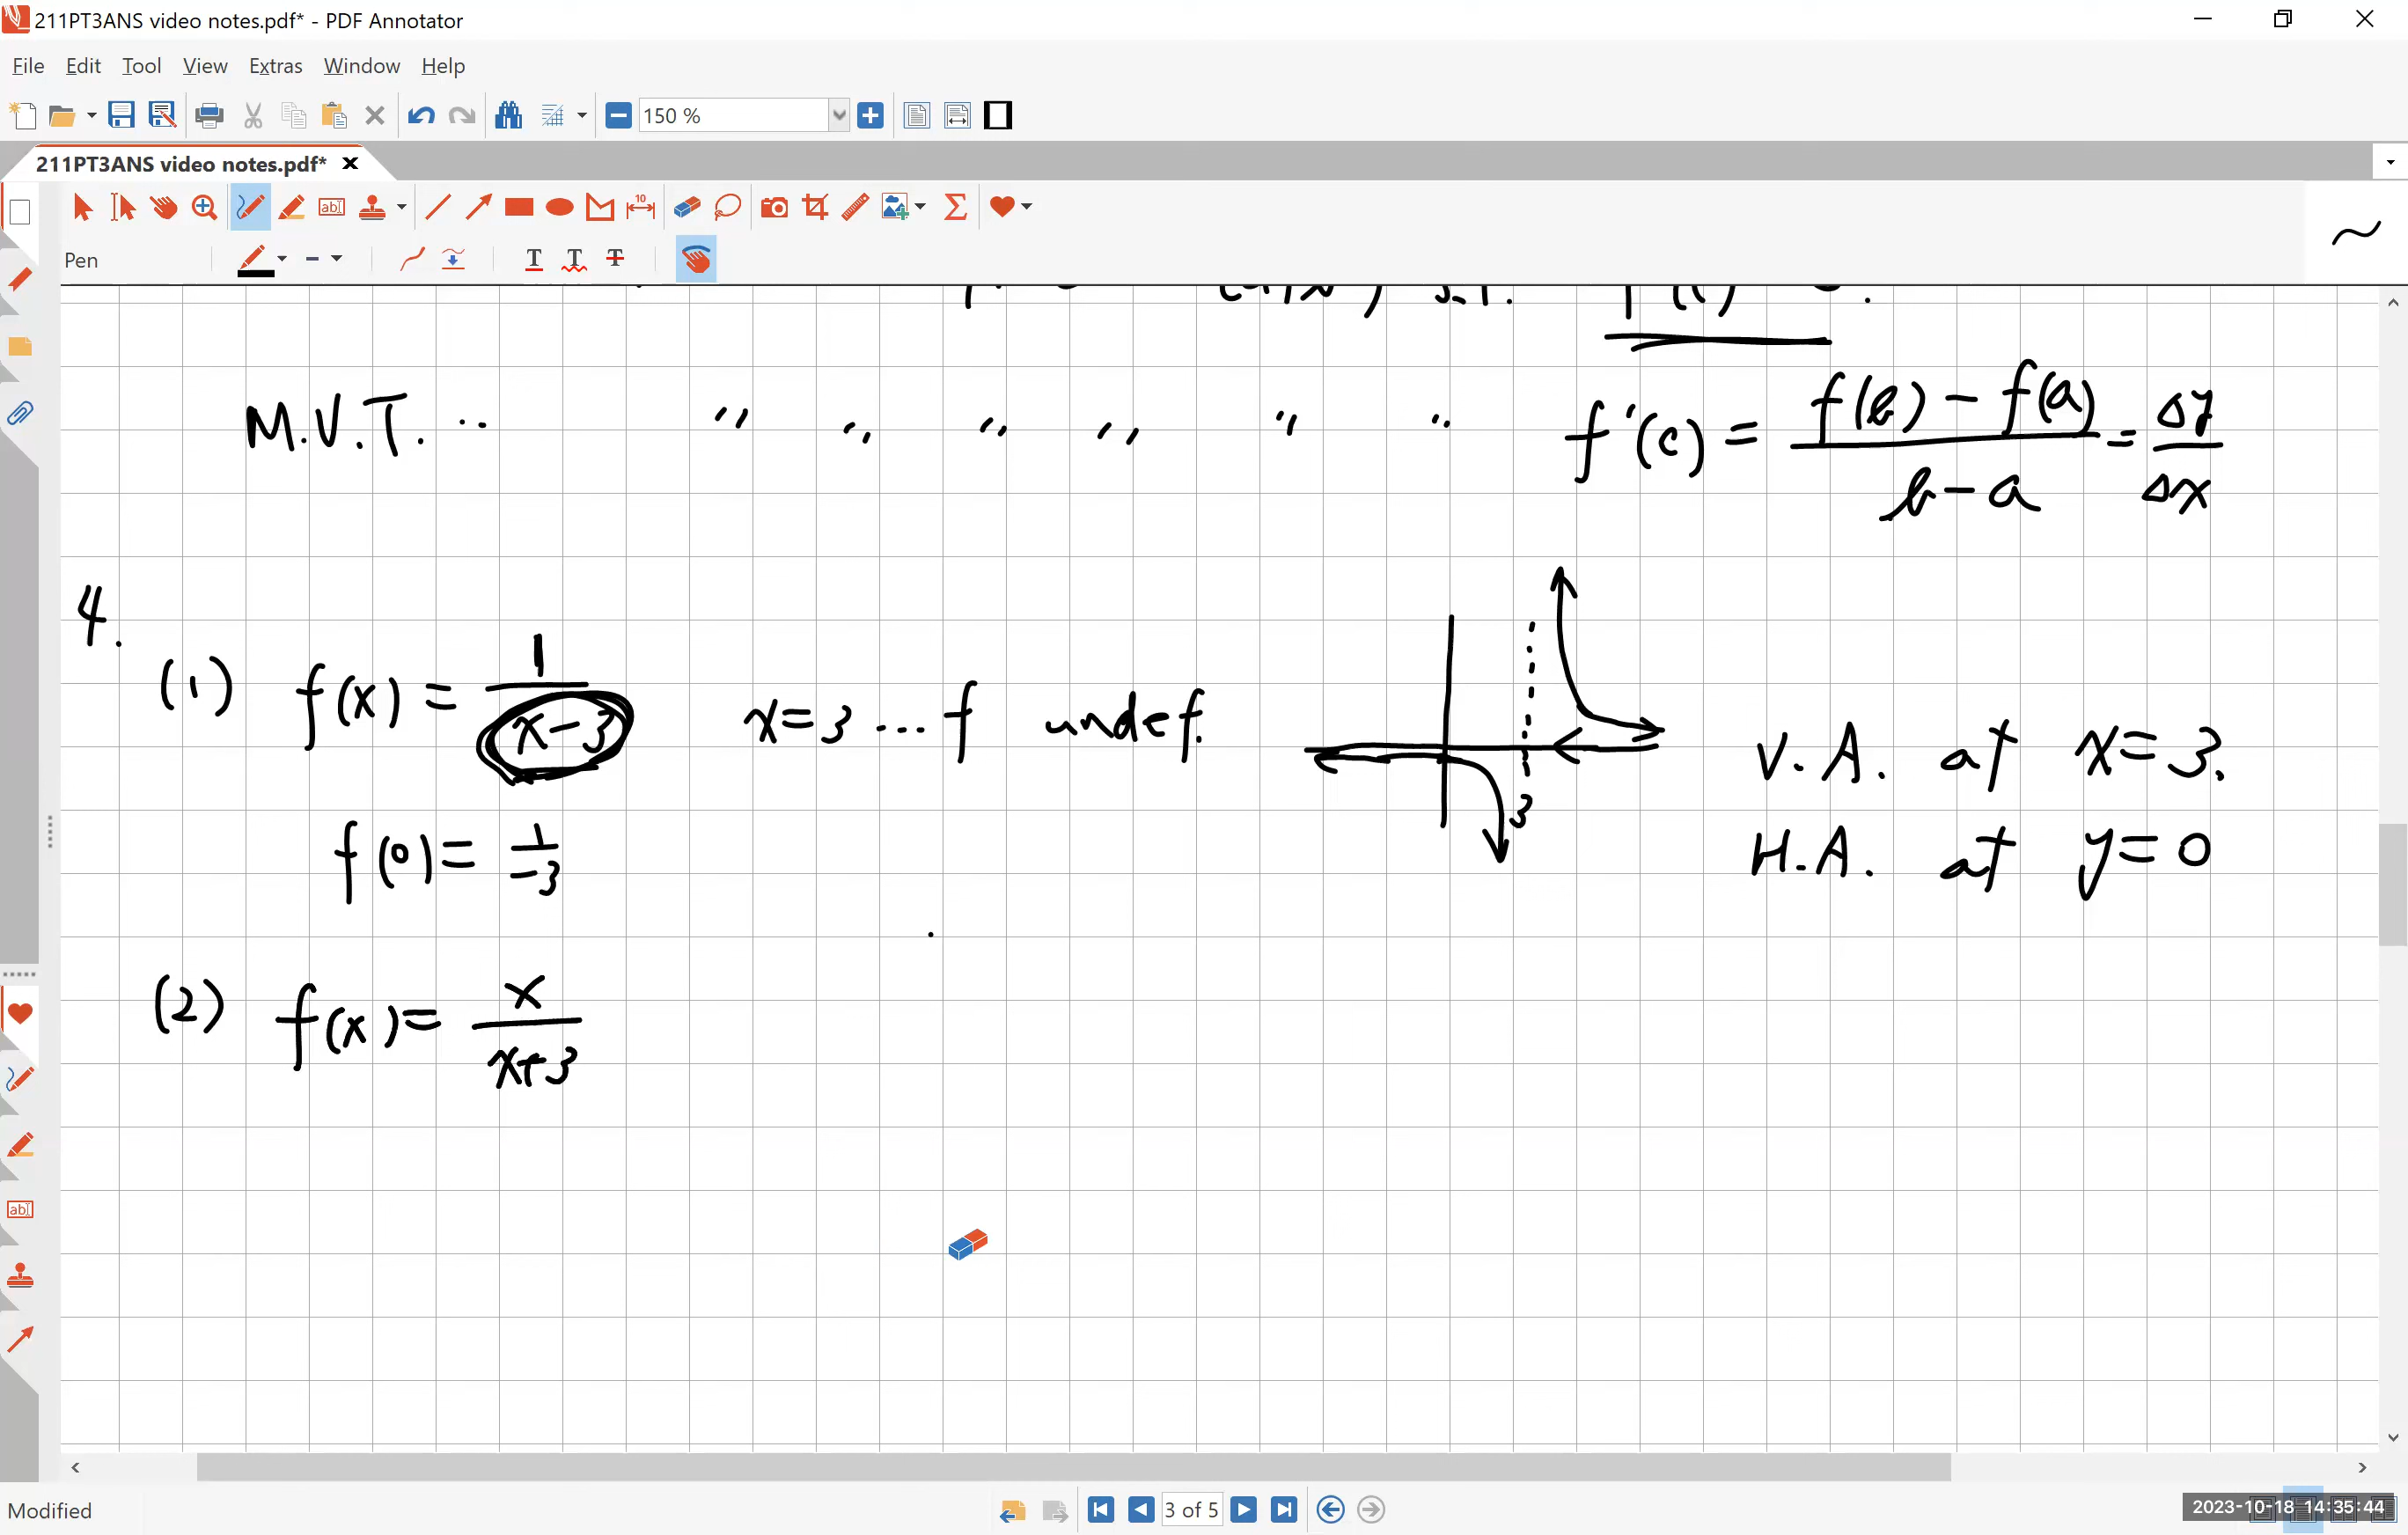 211PT3ANS video notes.pdf* - PDF Annotator
File Edit Tool View Extras Window Help
150 %
211PT3ANS video notes.pdf*
Pen
M.V.T. ..  " " " " " "  f'(c) = (f(b) - f(a))/(b - a) = Δy/Δx
4.
(1) f(x) = 1/(x-3)  x=3 ... f undef.
3
V.A. at x=3.
H.A. at y=0
f(0) = 1/-3
(2) f(x) = x/(x+3)
Modified
3 of 5
2023-10-18 14:35:44